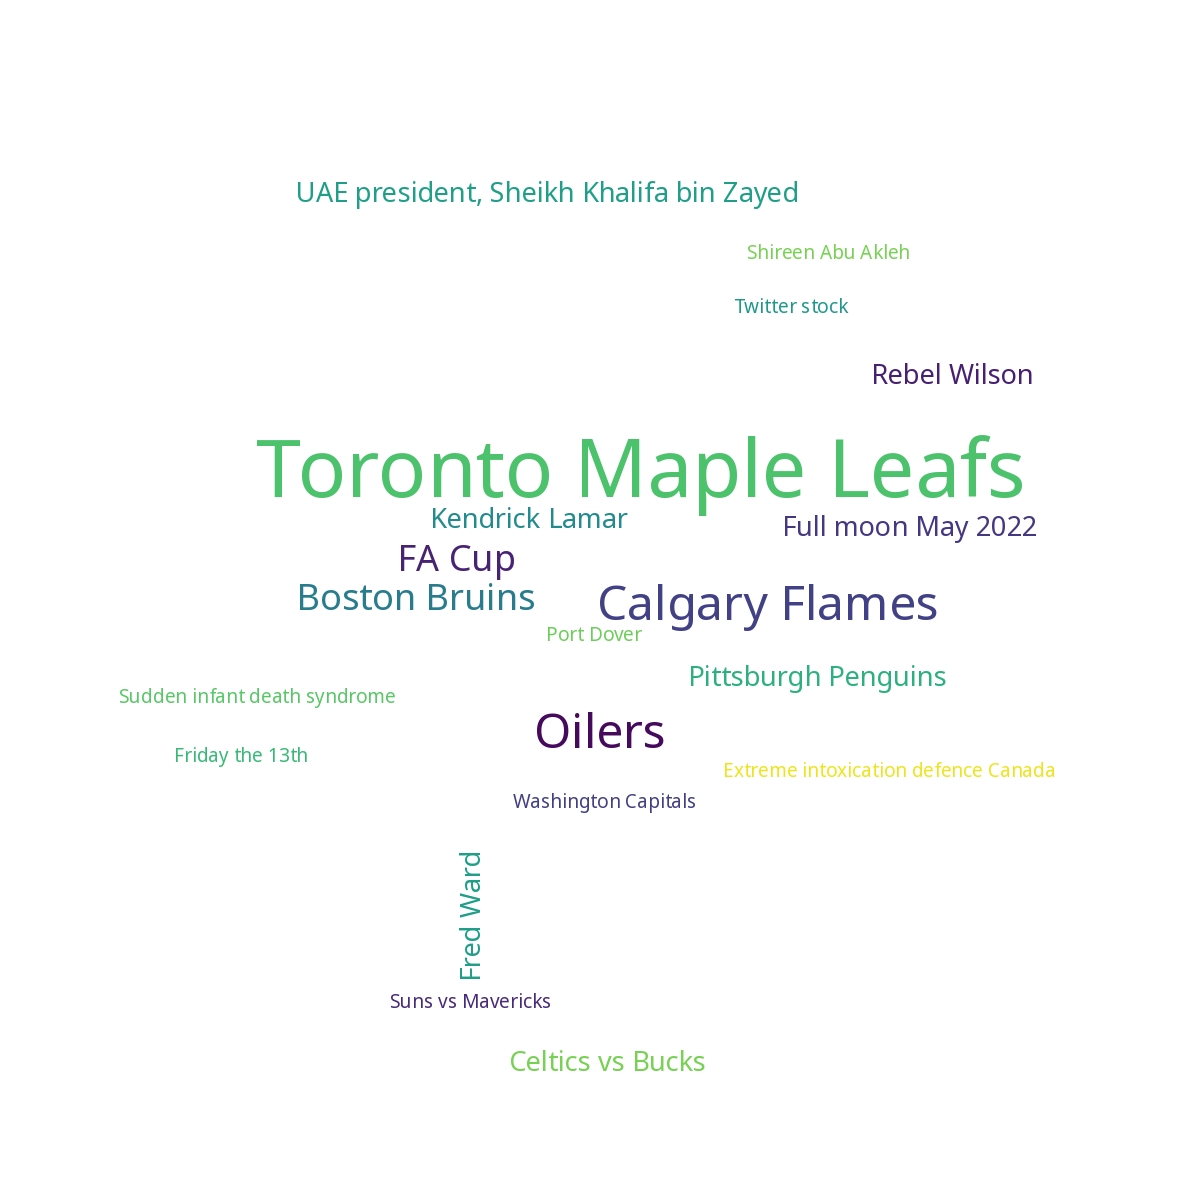 UAE president, Sheikh Khalifa bin Zayed
Shireen Abu Akleh
Twitter stock
Rebel Wilson
Toronto Maple Leafs
Kendrick Lamar
Full moon May 2022
FA Cup
Boston Bruins
Calgary Flames
Port Dover
Pittsburgh Penguins
Sudden infant death syndrome
Oilers
Friday the 13th
Extreme intoxication defence Canada
Washington Capitals
Fred Ward
Suns vs Mavericks
Celtics vs Bucks